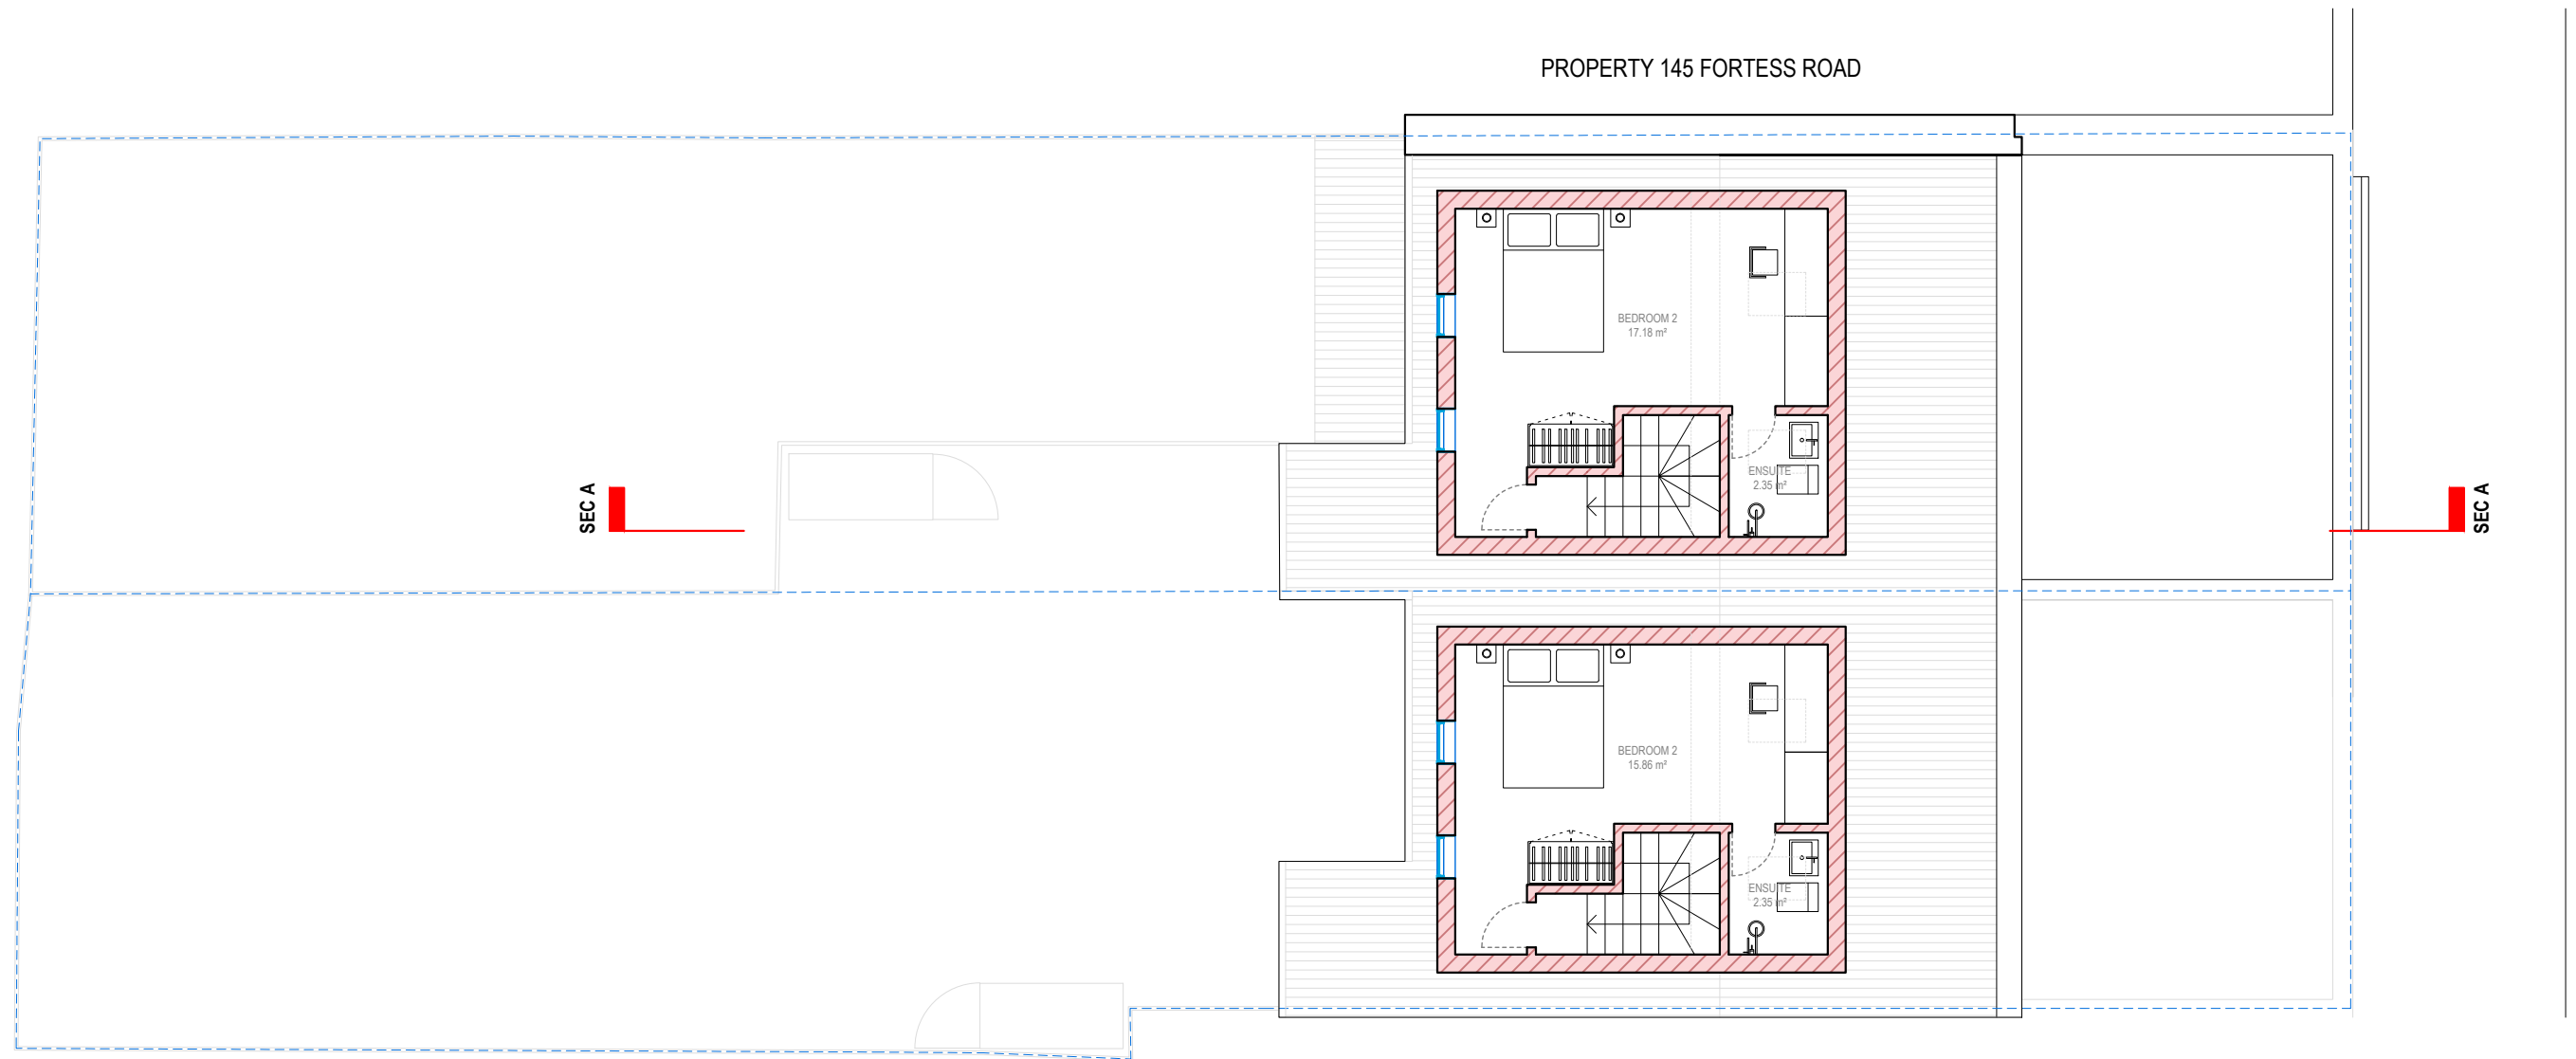 PROPERTY 145 FORTESS ROAD
BEDROOM 2
17.18 m²
ENSUITE
2.35 m²
SEC A
SEC A
BEDROOM 2
15.86 m²
ENSUITE
2.35 m²